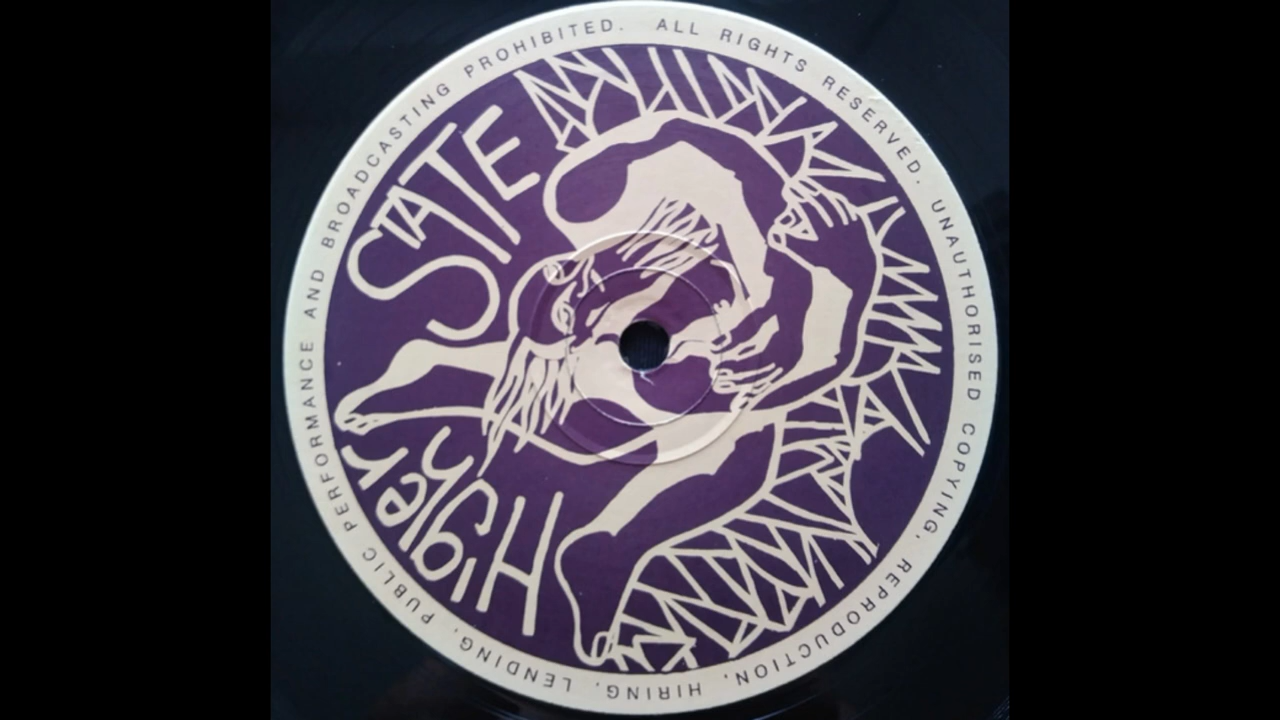 Higher
STATE
ALL RIGHTS RESERVED. UNAUTHORISED COPYING, REPRODUCTION, HIRING, LENDING, PUBLIC PERFORMANCE AND BROADCASTING PROHIBITED.